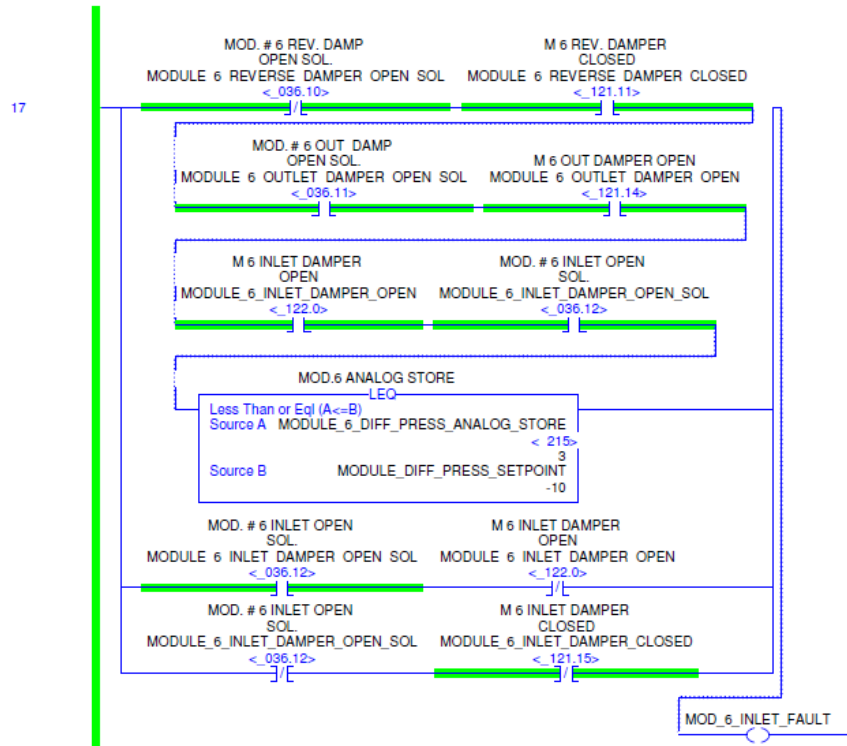 17
MOD. # 6 REV. DAMP
OPEN SOL.
MODULE 6 REVERSE DAMPER OPEN SOL
<_036.10>
M 6 REV. DAMPER
CLOSED
MODULE 6 REVERSE DAMPER CLOSED
<_121.11>
MOD. # 6 OUT DAMP
OPEN SOL.
MODULE 6 OUTLET DAMPER OPEN SOL
<_036.11>
M 6 OUT DAMPER OPEN
MODULE 6 OUTLET DAMPER OPEN
<_121.14>
M 6 INLET DAMPER
OPEN
MODULE_6_INLET_DAMPER_OPEN
<_122.0>
MOD. # 6 INLET OPEN
SOL.
MODULE_6_INLET_DAMPER_OPEN_SOL
<_036.12>
MOD.6 ANALOG STORE
LEQ
Less Than or Eql (A<=B)
Source A MODULE_6_DIFF_PRESS_ANALOG_STORE
< 215>
3
Source B MODULE_DIFF_PRESS_SETPOINT
-10
MOD. # 6 INLET OPEN
SOL.
MODULE 6 INLET DAMPER OPEN SOL
<_036.12>
M 6 INLET DAMPER
OPEN
MODULE 6 INLET DAMPER OPEN
<_122.0>
MOD. # 6 INLET OPEN
SOL.
MODULE_6_INLET_DAMPER_OPEN_SOL
<_036.12>
M 6 INLET DAMPER
CLOSED
MODULE_6_INLET_DAMPER_CLOSED
<_121.15>
MOD_6_INLET_FAULT